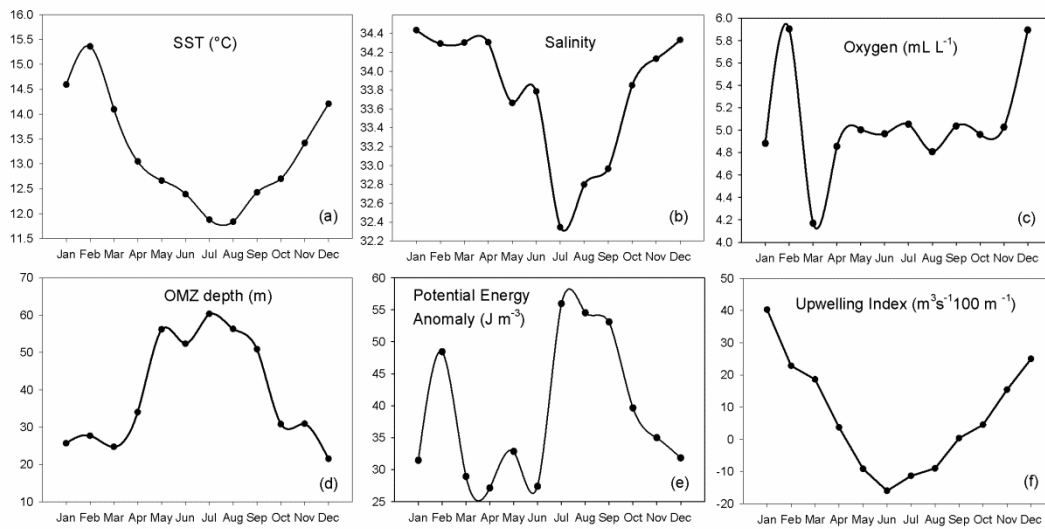 SST (°C)
16.0
15.5
15.0
14.5
14.0
13.5
13.0
12.5
12.0
11.5
(a)
Jan Feb Mar Apr May Jun Jul Aug Sep Oct Nov Dec
Salinity
34.4
34.2
34.0
33.8
33.6
33.4
33.2
33.0
32.8
32.6
32.4
32.2
(b)
Jan Feb Mar Apr May Jun Jul Aug Sep Oct Nov Dec
Oxygen (mL L⁻¹)
6.0
5.8
5.6
5.4
5.2
5.0
4.8
4.6
4.4
4.2
4.0
(c)
Jan Feb Mar Apr May Jun Jul Aug Sep Oct Nov Dec
OMZ depth (m)
70
60
50
40
30
20
10
(d)
Jan Feb Mar Apr May Jun Jul Aug Sep Oct Nov Dec
Potential Energy
Anomaly (J m⁻³)
60
55
50
45
40
35
30
25
(e)
Jan Feb Mar Apr May Jun Jul Aug Sep Oct Nov Dec
Upwelling Index (m³s⁻¹100 m ⁻¹)
50
40
30
20
10
0
-10
-20
(f)
Jan Feb Mar Apr May Jun Jul Aug Sep Oct Nov Dec